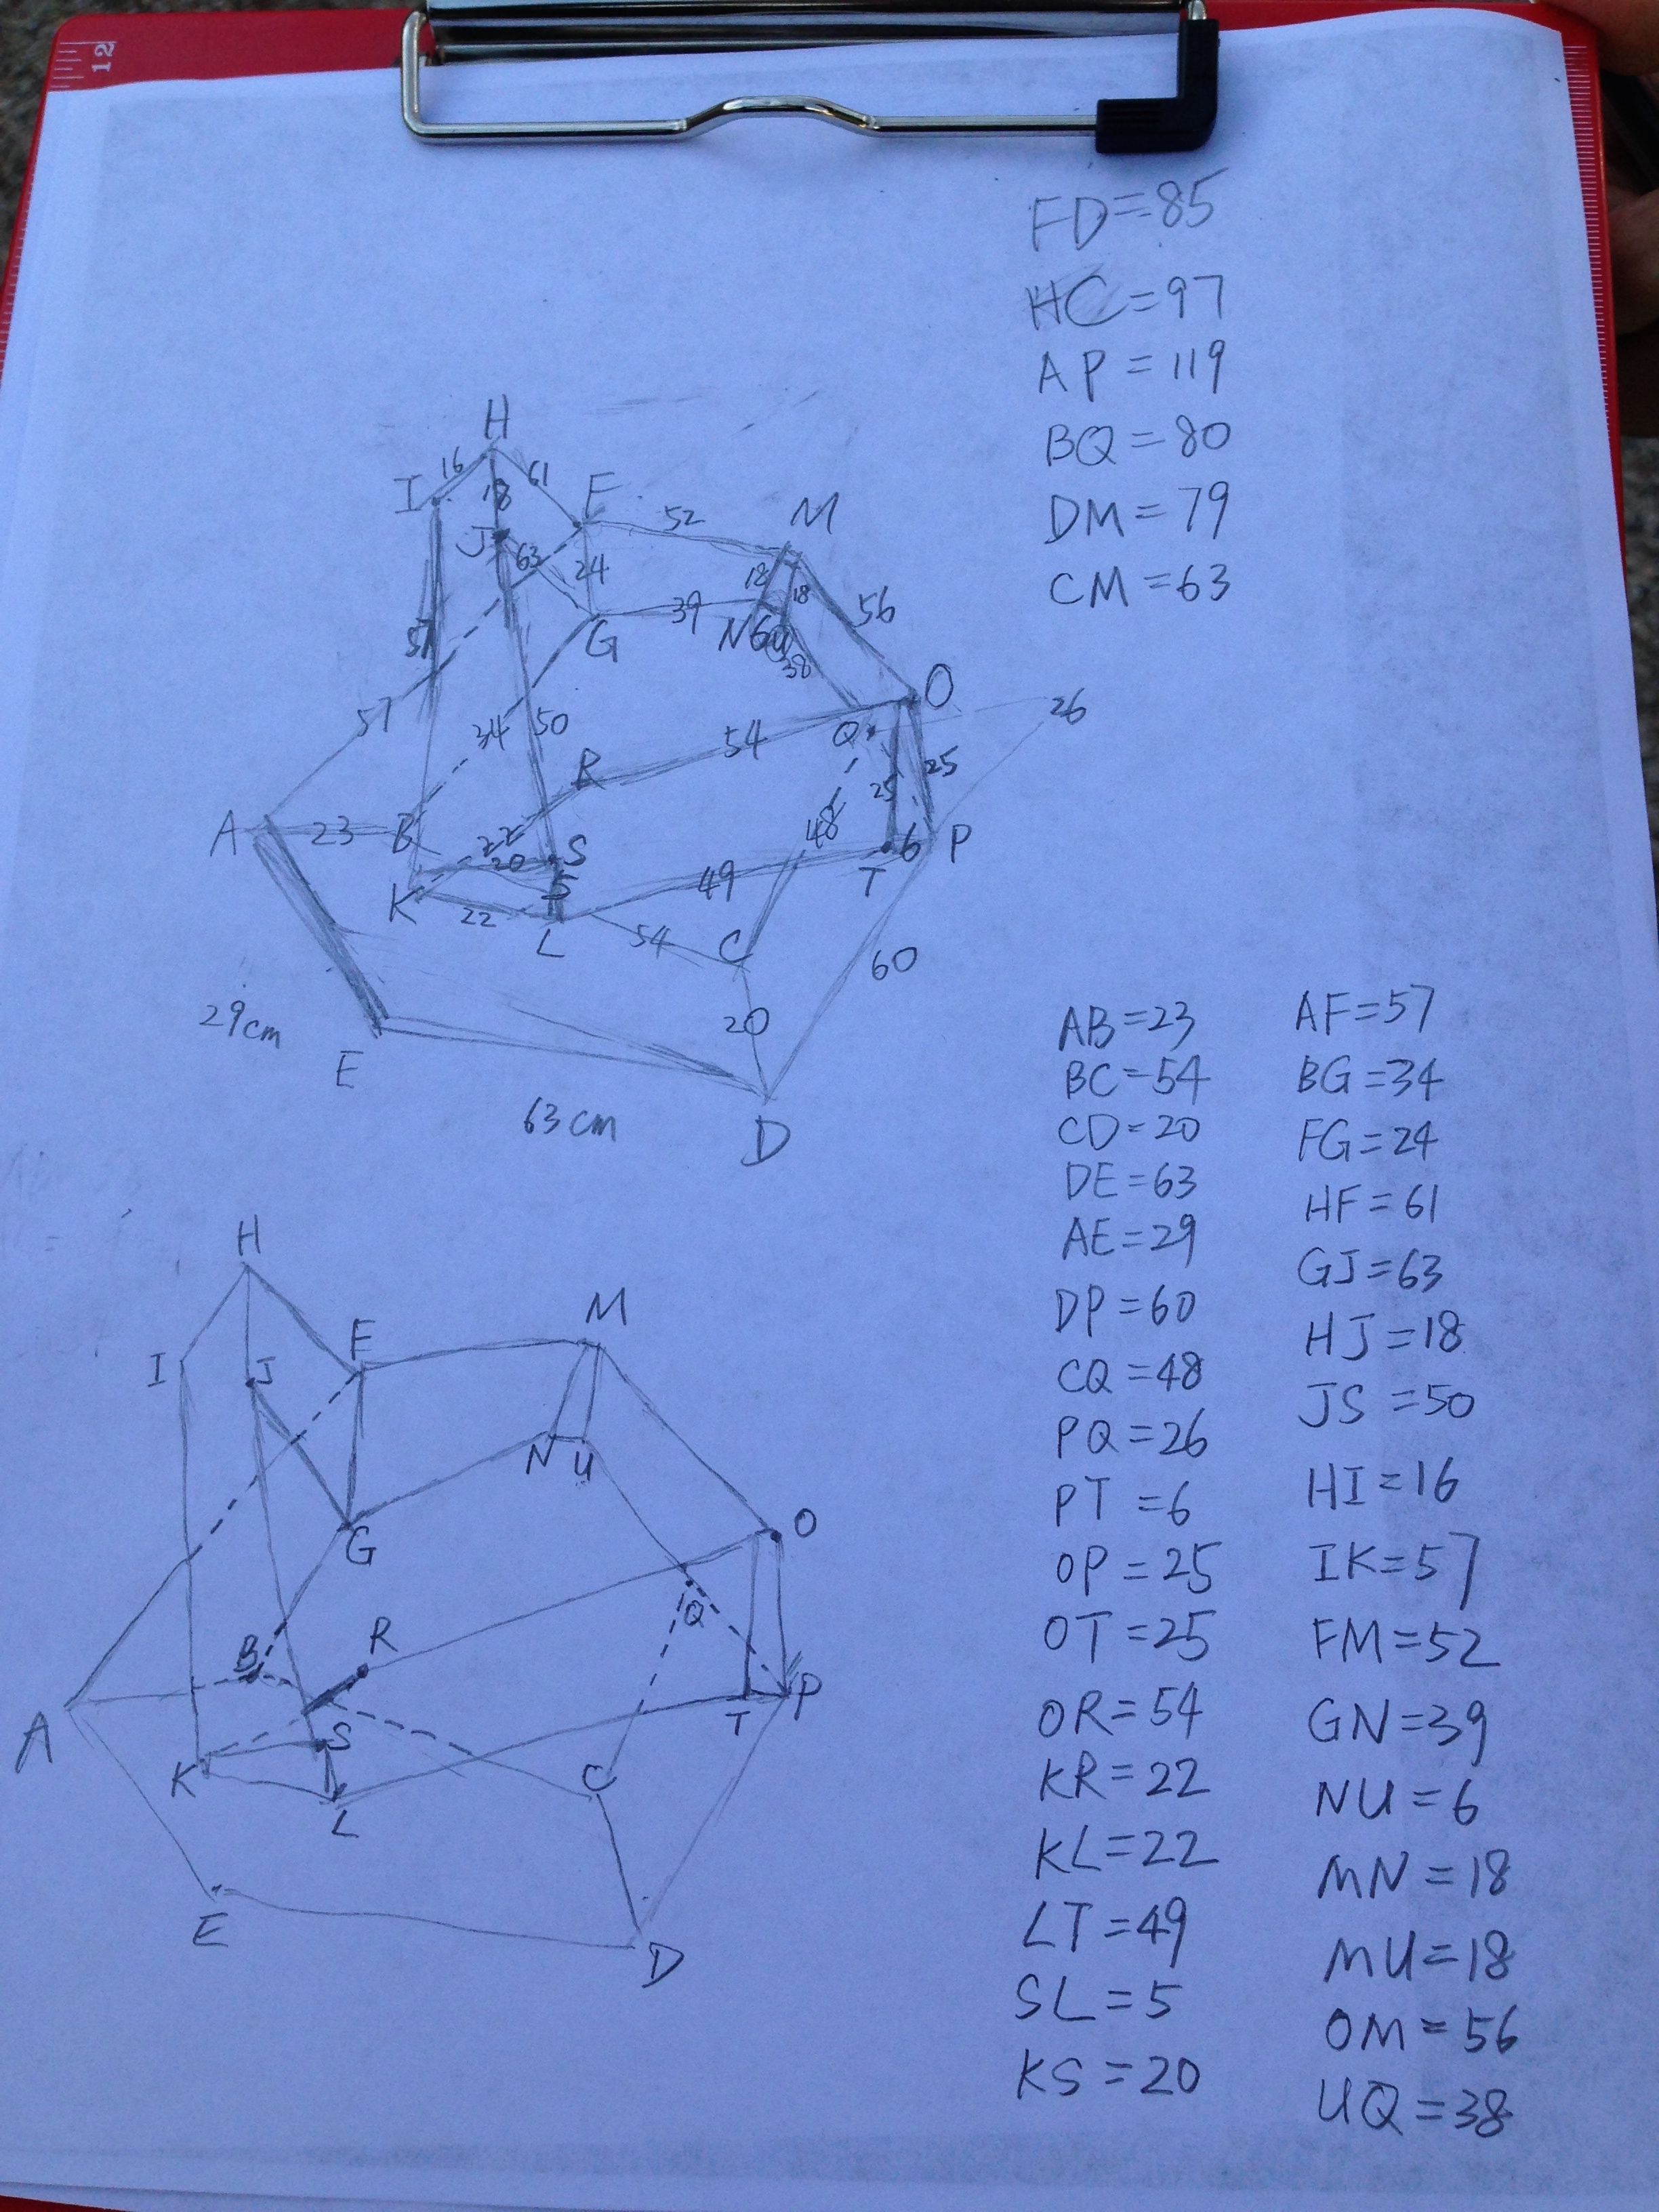 12
FD=85
HC=97
AP=119
BQ=80
DM=79
CM=63
H
16
61
I
18
F
52
M
J
63
24
18
18
56
57
39
G
N6U
38
O
57
34
50
54
Q
26
R
25
25
A
23
B
22
48
20
S
5
6
P
K
22
49
T
L
54
C
60
29cm
20
E
63cm
D
AB=23
BC=54
CD=20
DE=63
AE=29
DP=60
CQ=48
PQ=26
PT=6
OP=25
OT=25
OR=54
KR=22
KL=22
LT=49
SL=5
KS=20
AF=57
BG=34
FG=24
HF=61
GJ=63
HJ=18
JS=50
HI=16
IK=57
FM=52
GN=39
NU=6
MN=18
MU=18
OM=56
UQ=38
H
M
F
I
J
N
U
G
O
Q
B
R
A
S
T
P
K
C
L
E
D